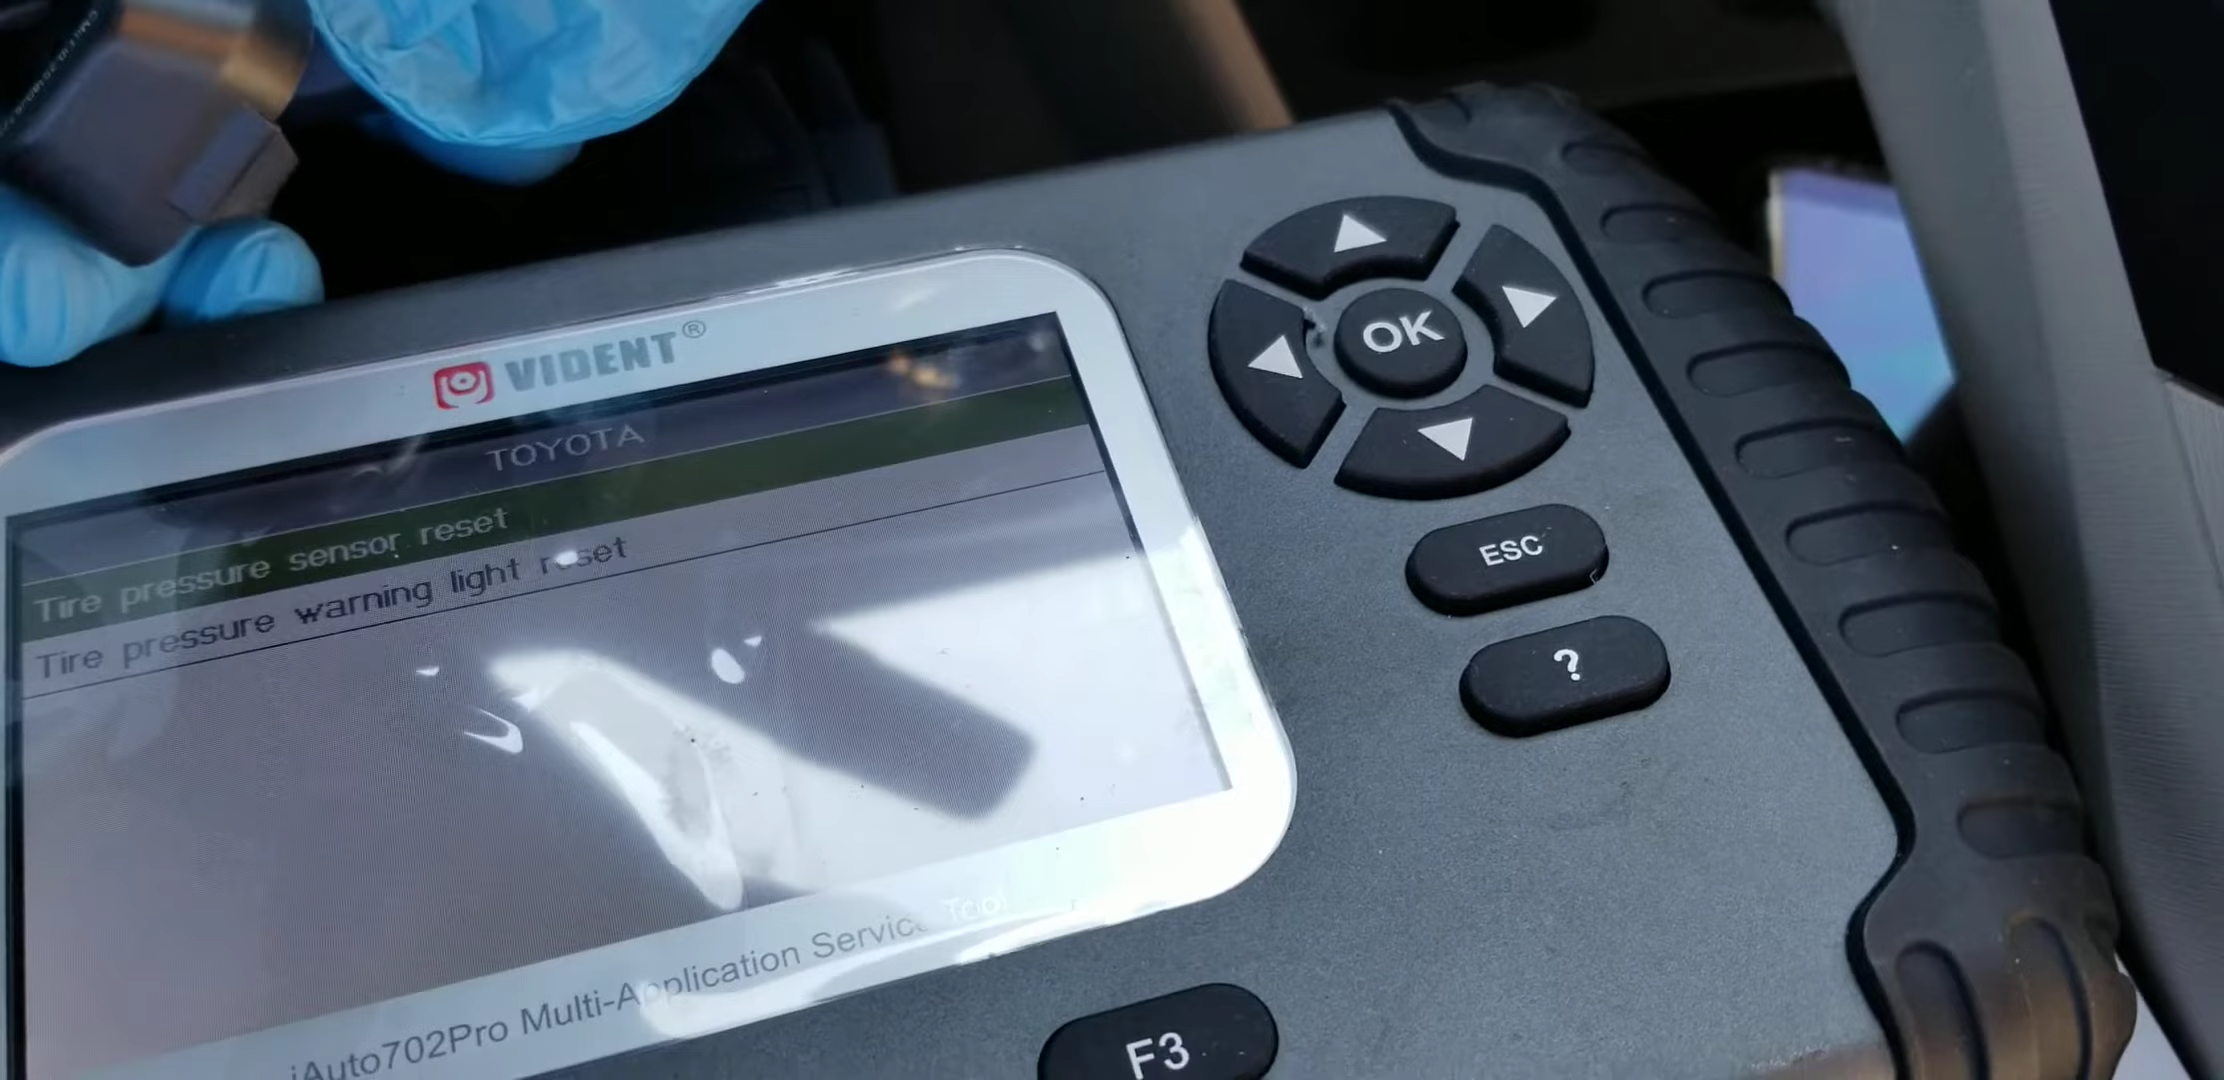 VIDENT®
TOYOTA
Tire pressure sensor reset
Tire pressure warning light reset
iAuto702Pro Multi-Application Service Tool
OK
ESC
?
F3